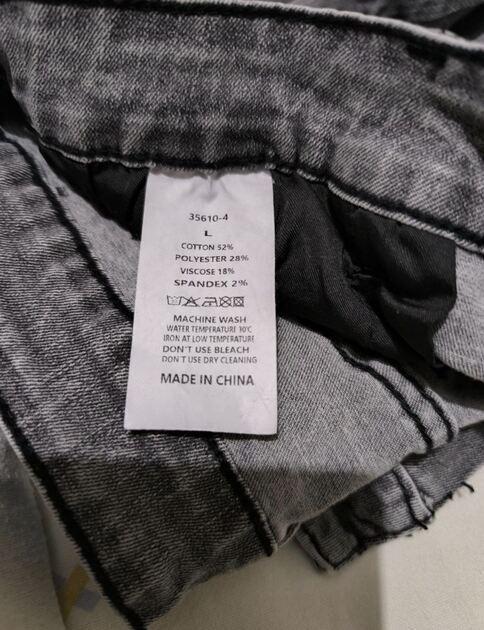 35610-4
L
COTTON 52%
POLYESTER 28%
VISCOSE 18%
SPANDEX 2%
MACHINE WASH
WATER TEMPERATURE 30℃
IRON AT LOW TEMPERATURE
DON'T USE BLEACH
DON'T USE DRY CLEANING
MADE IN CHINA